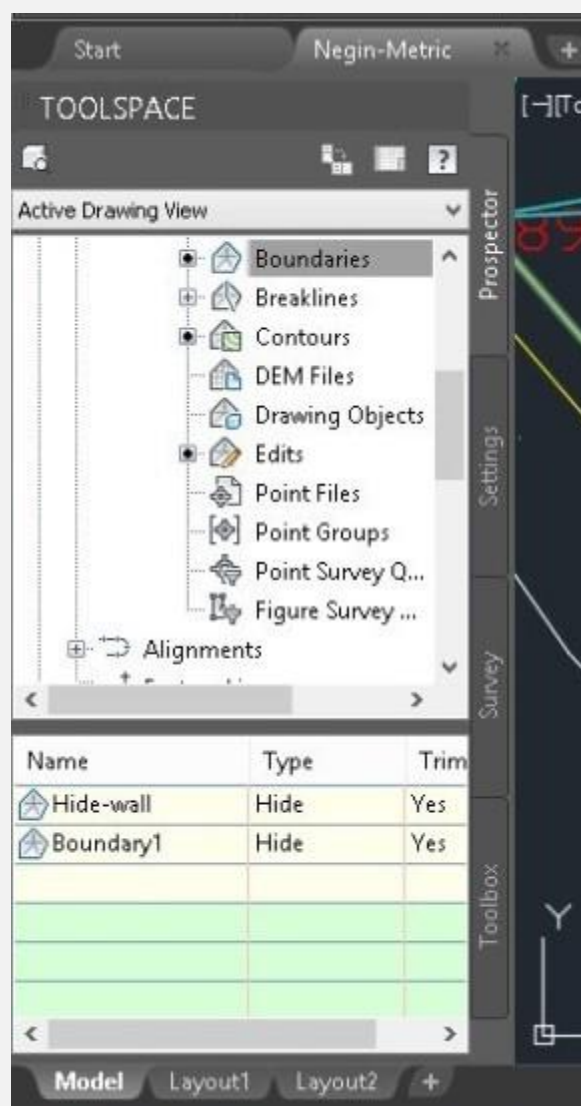 Start
Negin-Metric
TOOLSPACE
?
Active Drawing View
Boundaries
Breaklines
Contours
DEM Files
Drawing Objects
Edits
Point Files
Point Groups
Point Survey Q...
Figure Survey ...
Alignments
Name Type Trim
Hide-wall Hide Yes
Boundary1 Hide Yes
Prospector
Settings
Survey
Toolbox
89
Y
Model Layout1 Layout2 +